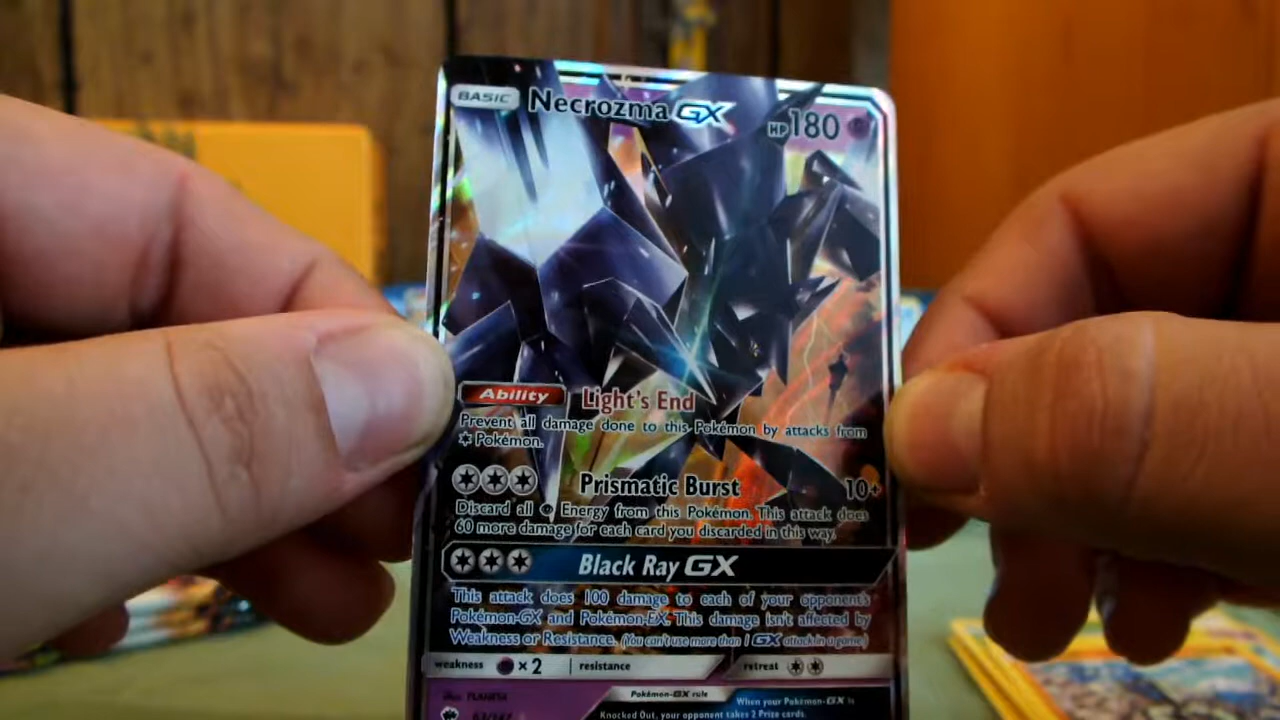 BASIC Necrozma GX HP 180
Ability Light's End
Prevent all damage done to this Pokémon by attacks from
Pokémon.
Prismatic Burst 10+
Discard all Energy from this Pokémon. This attack does
60 more damage for each card you discarded in this way.
Black Ray GX
This attack does 100 damage to each of your opponent's
Pokémon-GX and Pokémon-EX. This damage isn't affected by
Weakness or Resistance. (You can't use more than 1 GX attack in a game.)
weakness ×2 resistance retreat
Pokémon-GX rule When your Pokémon-GX is
Knocked Out, your opponent takes 2 Prize cards.